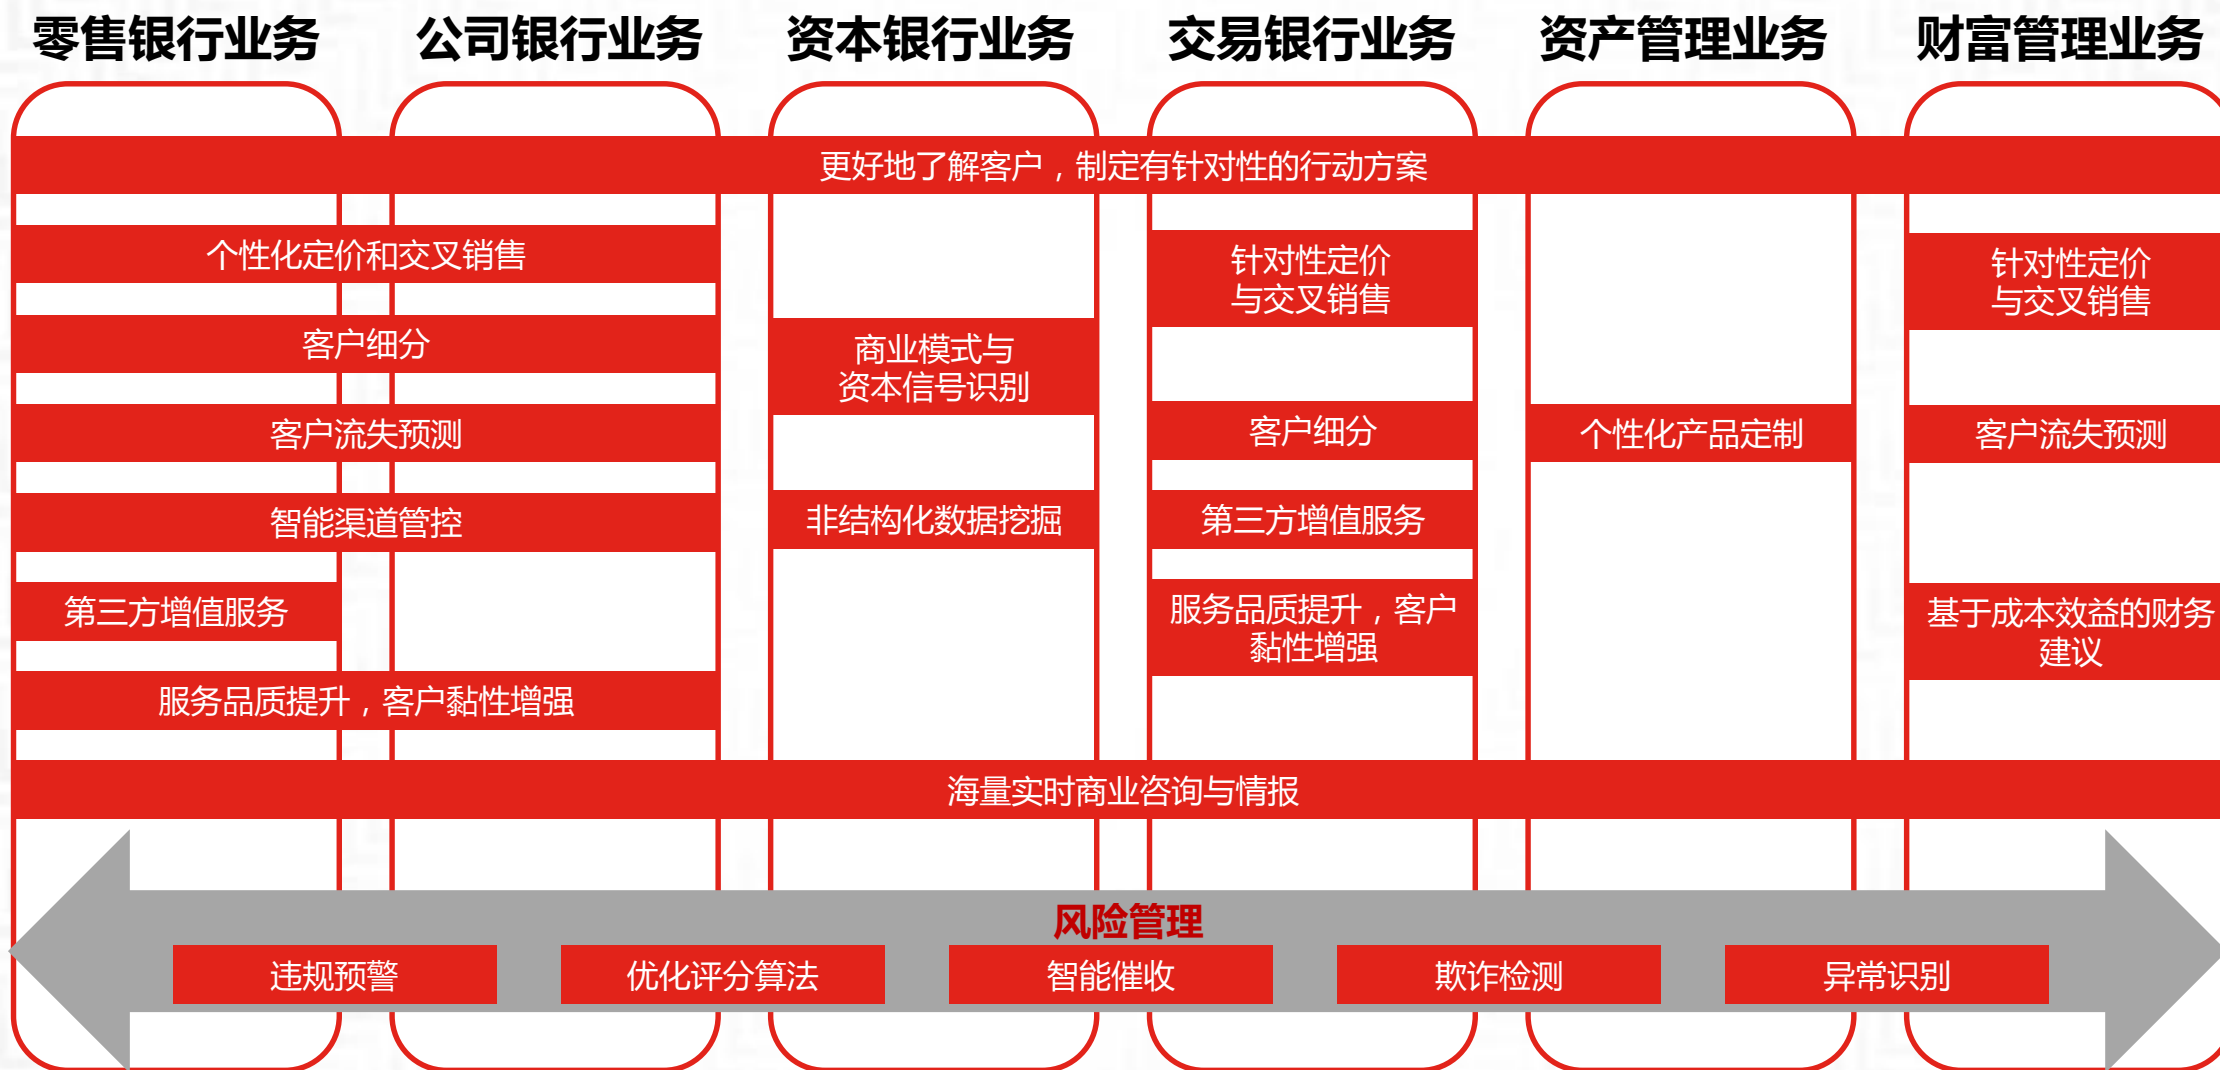 零售银行业务
公司银行业务
资本银行业务
交易银行业务
资产管理业务
财富管理业务
更好地了解客户，制定有针对性的行动方案
个性化定价和交叉销售
针对性定价
与交叉销售
针对性定价
与交叉销售
客户细分
商业模式与
资本信号识别
客户流失预测
客户细分
个性化产品定制
客户流失预测
智能渠道管控
非结构化数据挖掘
第三方增值服务
第三方增值服务
服务品质提升，客户
黏性增强
基于成本效益的财务
建议
服务品质提升，客户黏性增强
海量实时商业咨询与情报
风险管理
违规预警
优化评分算法
智能催收
欺诈检测
异常识别